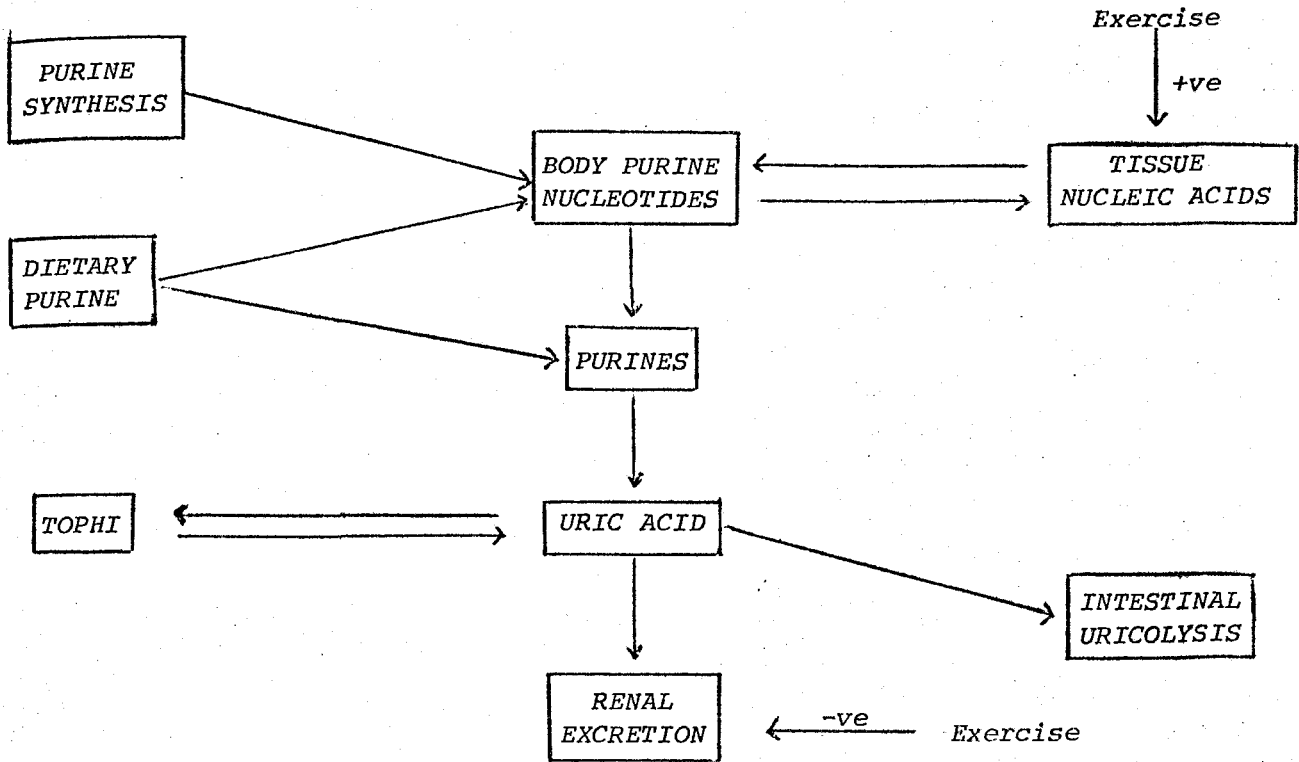 Exercise
PURINE
SYNTHESIS
+ve
BODY PURINE
NUCLEOTIDES
TISSUE
NUCLEIC ACIDS
DIETARY
PURINE
PURINES
TOPHI
URIC ACID
INTESTINAL
URICOLYSIS
RENAL
EXCRETION
-ve
Exercise